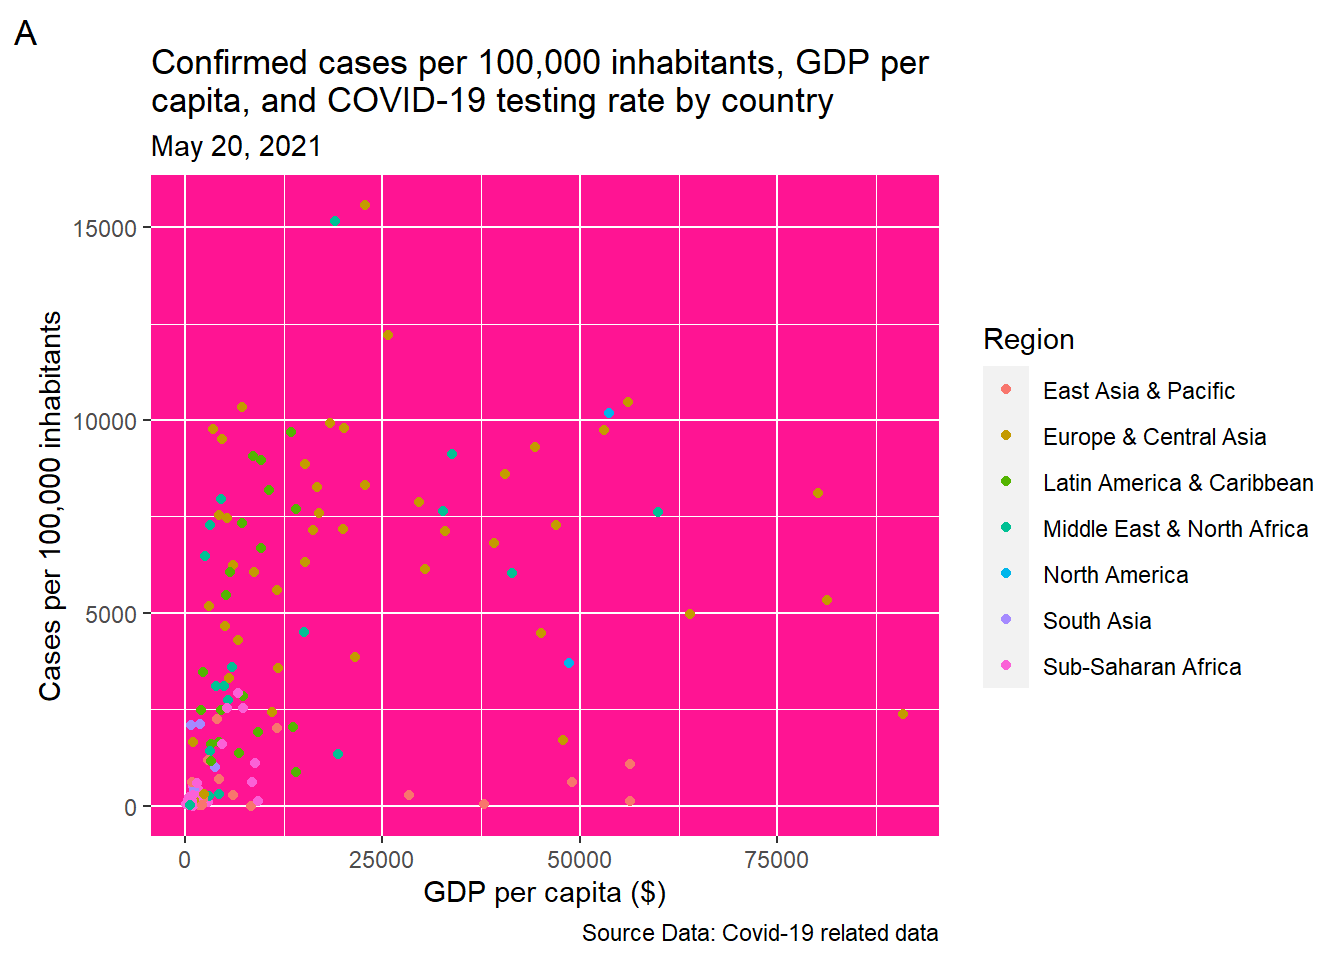 A
Confirmed cases per 100,000 inhabitants, GDP per
capita, and COVID-19 testing rate by country
May 20, 2021
Cases per 100,000 inhabitants
15000
10000
5000
0
0
25000
50000
75000
GDP per capita ($)
Source Data: Covid-19 related data
Region
East Asia & Pacific
Europe & Central Asia
Latin America & Caribbean
Middle East & North Africa
North America
South Asia
Sub-Saharan Africa